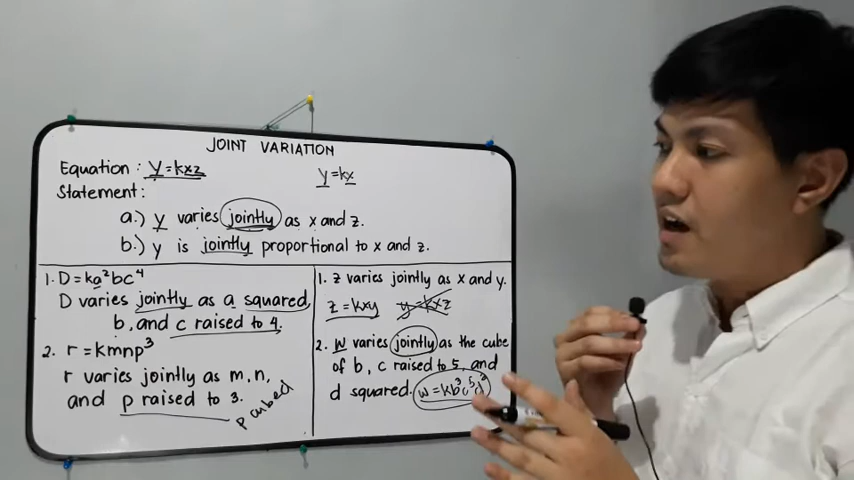 JOINT VARIATION
Equation : y=kxz
y=kx
Statement:
a.) y varies jointly as x and z.
b.) y is jointly proportional to x and z.
1. D = ka²bc⁴
D varies jointly as a squared,
b, and c raised to 4.
2. r = kmnp³
r varies jointly as m, n,
and p raised to 3.
p cubed
1. z varies jointly as x and y.
z = kxy y=kxz
2. w varies jointly as the cube
of b, c raised to 5, and
d squared. w=kb³c⁵d²